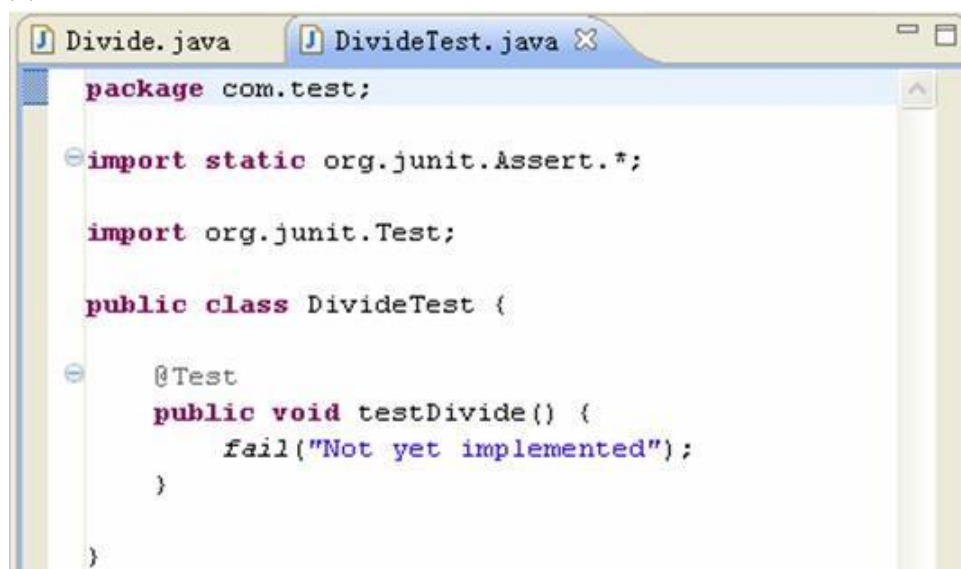 Divide.java DivideTest.java
package com.test;
import static org.junit.Assert.*;
import org.junit.Test;
public class DivideTest {
@Test
public void testDivide() {
fail("Not yet implemented");
}
}